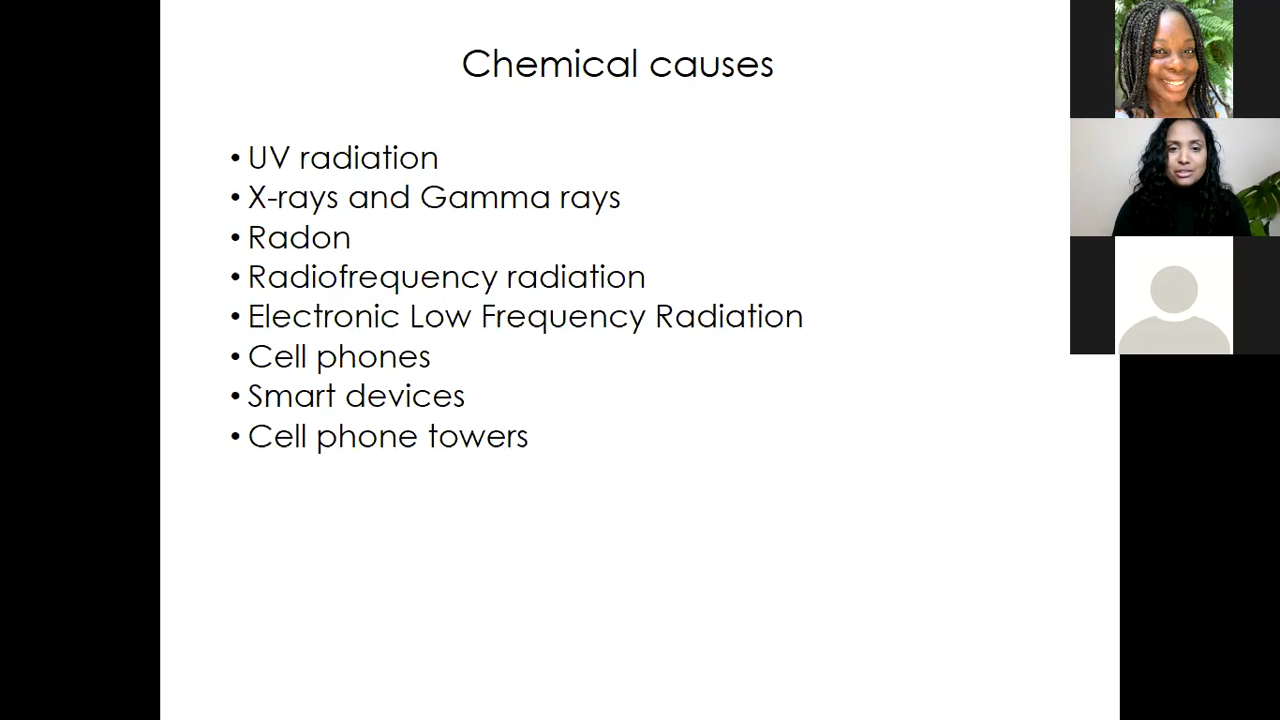 Chemical causes
• UV radiation
• X-rays and Gamma rays
• Radon
• Radiofrequency radiation
• Electronic Low Frequency Radiation
• Cell phones
• Smart devices
• Cell phone towers